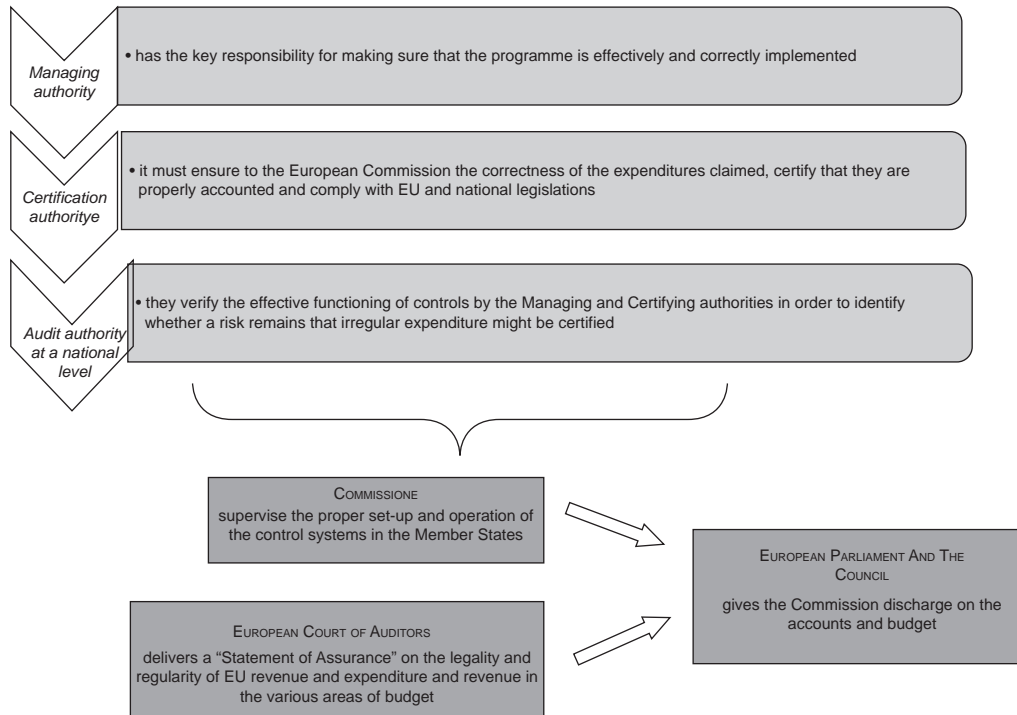 Managing
authority
• has the key responsibility for making sure that the programme is effectively and correctly implemented
Certification
authoritye
• it must ensure to the European Commission the correctness of the expenditures claimed, certify that they are
properly accounted and comply with EU and national legislations
Audit authority
at a national
level
• they verify the effective functioning of controls by the Managing and Certifying authorities in order to identify
whether a risk remains that irregular expenditure might be certified
COMMISSIONE
supervise the proper set-up and operation of
the control systems in the Member States
EUROPEAN COURT OF AUDITORS
delivers a “Statement of Assurance” on the legality and
regularity of EU revenue and expenditure and revenue in
the various areas of budget
EUROPEAN PARLIAMENT AND THE
COUNCIL
gives the Commission discharge on the
accounts and budget